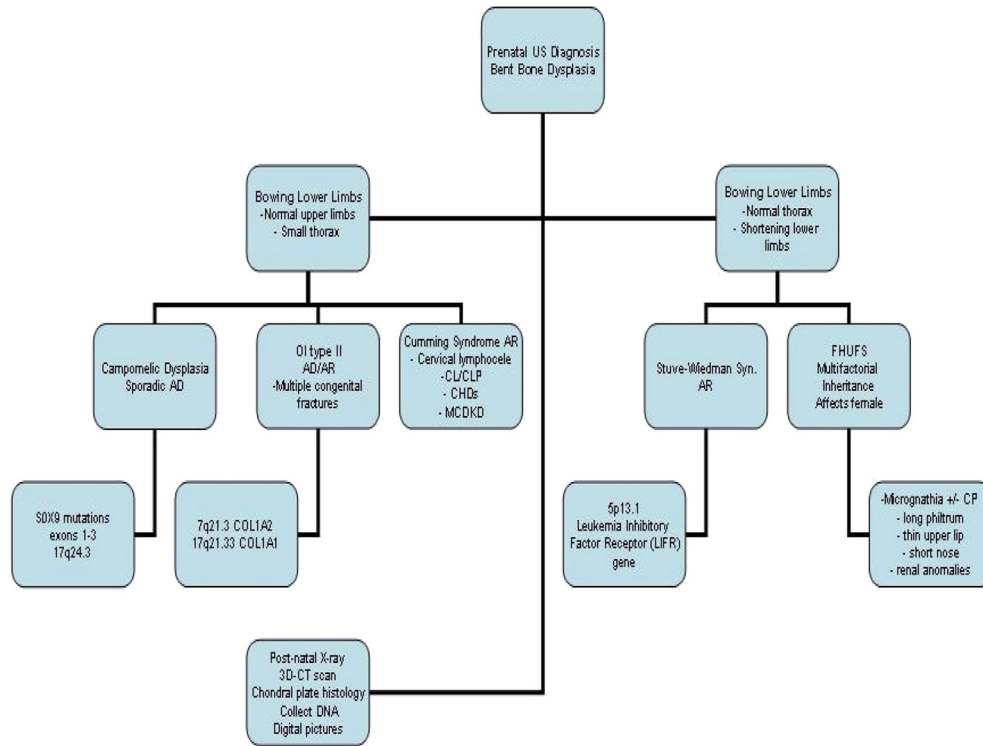 Prenatal US Diagnosis
Bent Bone Dysplasia
Bowing Lower Limbs
-Normal upper limbs
- Small thorax
Bowing Lower Limbs
- Normal thorax
- Shortening lower
limbs
Campomelic Dysplasia
Sporadic AD
OI type II
AD/AR
-Multiple congenital
fractures
Cumming Syndrome AR
- Cervical lymphocele
- CL/CLP
- CHDs
- MCDKD
Stuve-Wiedman Syn.
AR
FHUFS
Multifactorial
Inheritance
Affects female
SOX9 mutations
exons 1-3
17q24.3
7q21.3 COL1A2
17q21.33 COL1A1
5p13.1
Leukemia Inhibitory
Factor Receptor (LIFR)
gene
-Micrognathia +/- CP
- long philtrum
- thin upper lip
- short nose
- renal anomalies
Post-natal X-ray
3D-CT scan
Chondral plate histology
Collect DNA
Digital pictures